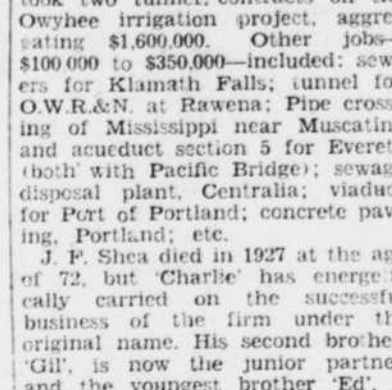 took two tunnel, contracts on
Owyhee irrigation project, aggre
gating $1,600,000. Other jobs—
$100 000 to $350,000—included: sew
ers for Klamath Falls; tunnel fo
O.W.R.&N. at Rawena; Pipe cross
ing of Mississippi near Muscatin
and acueduct section 5 for Everet
(both' with Pacific Bridge); sewag
disposal plant, Centralia; viaduc
for Port of Portland; concrete pav
ing, Portland; etc.
J. F. Shea died in 1927 at the ag
of 72, but 'Charlie' has energe
cally carried on the successf
business of the firm under th
original name. His second brothe
'Gil', is now the junior partne
and the youngest brother 'Ed'.